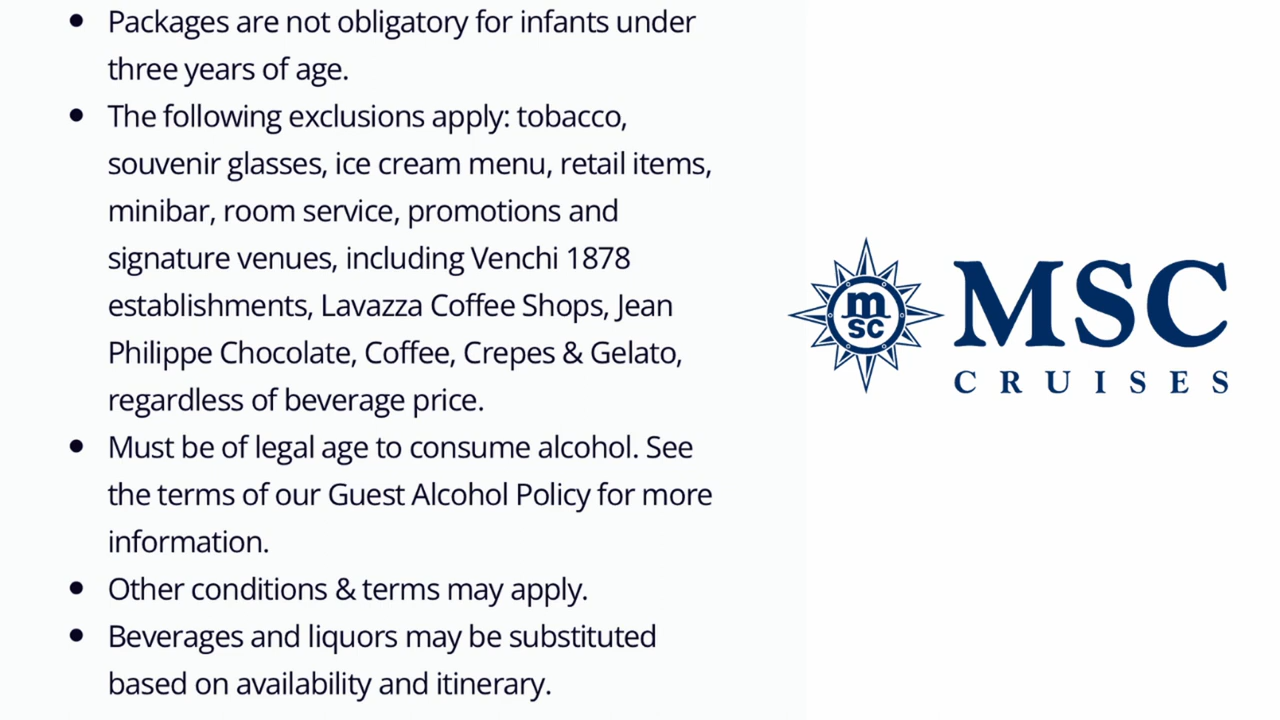 Packages are not obligatory for infants under
three years of age.
The following exclusions apply: tobacco,
souvenir glasses, ice cream menu, retail items,
minibar, room service, promotions and
signature venues, including Venchi 1878
establishments, Lavazza Coffee Shops, Jean
Philippe Chocolate, Coffee, Crepes & Gelato,
regardless of beverage price.
Must be of legal age to consume alcohol. See
the terms of our Guest Alcohol Policy for more
information.
Other conditions & terms may apply.
Beverages and liquors may be substituted
based on availability and itinerary.
m
sc
MSC
CRUISES